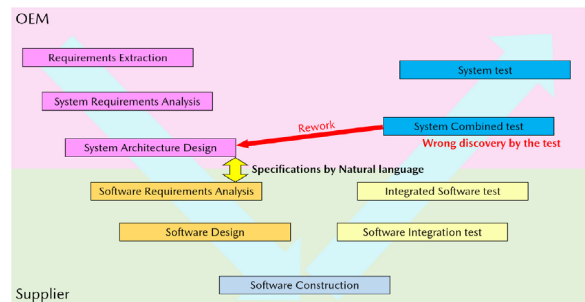 OEM
Requirements Extraction
System test
System Requirements Analysis
Rework
System Combined test
Wrong discovery by the test
System Architecture Design
Specifications by Natural language
Software Requirements Analysis
Integrated Software test
Software Design
Software Integration test
Software Construction
Supplier